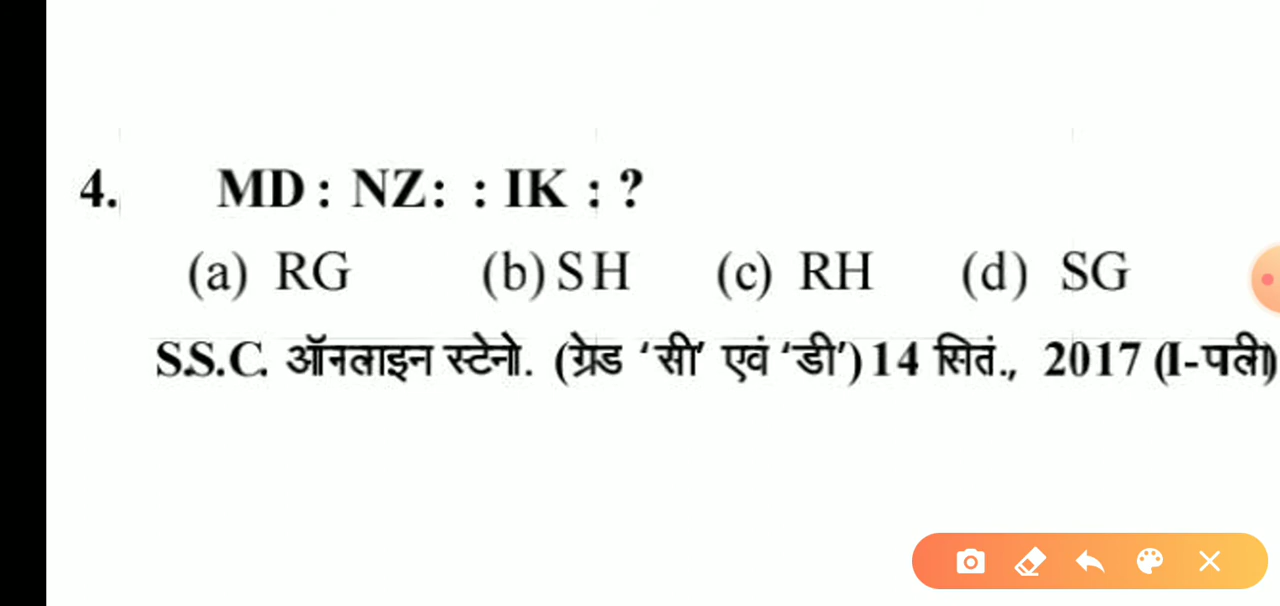 4. MD : NZ: : IK : ?
(a) RG (b) SH (c) RH (d) SG
S.S.C. ऑनलाइन स्टेनो. (ग्रेड ‘सी’ एवं ‘डी’) 14 सितं., 2017 (I-पाली)